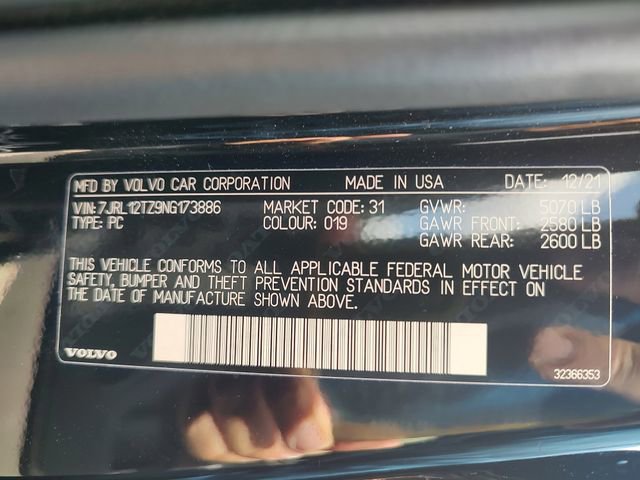 MFD BY VOLVO CAR CORPORATION MADE IN USA DATE: 12/21
VIN:7JRL12TZ9NG173886 MARKET CODE: 31 GVWR: 5070 LB
TYPE: PC COLOUR: 019 GAWR FRONT: 2580 LB
GAWR REAR: 2600 LB
THIS VEHICLE CONFORMS TO ALL APPLICABLE FEDERAL MOTOR VEHICLE
SAFETY, BUMPER AND THEFT PREVENTION STANDARDS IN EFFECT ON
THE DATE OF MANUFACTURE SHOWN ABOVE.
VOLVO 32366353